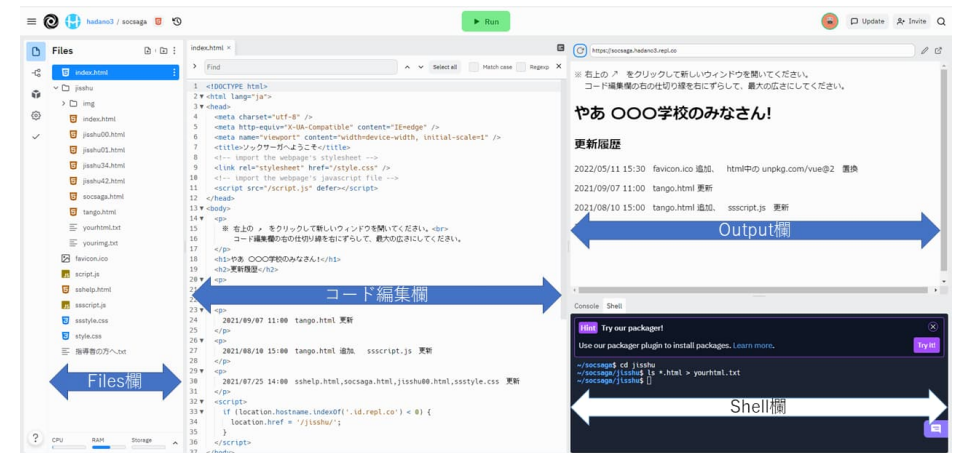 hadano3 / socsaga
Run
Update
Invite
Files
index.html
jisshu
img
index.html
jisshu00.html
jisshu01.html
jisshu34.html
jisshu42.html
socsaga.html
tango.html
yourhtml.txt
yourimg.txt
favicon.ico
script.js
sshelp.html
ssscript.js
ssstyle.css
style.css
指導者の方へ.txt
Files欄
?
CPU RAM Storage
index.html ×
Find
Select all
Match case
Regexp
×
1 <!DOCTYPE html>
2 <html lang="ja">
3 <head>
4 <meta charset="utf-8" />
5 <meta http-equiv="X-UA-Compatible" content="IE=edge" />
6 <meta name="viewport" content="width=device-width, initial-scale=1" />
7 <title>ソックサーガへようこそ</title>
8 <!-- import the webpage's stylesheet -->
9 <link rel="stylesheet" href="/style.css" />
10 <!-- import the webpage's javascript file -->
11 <script src="/script.js" defer></script>
12 </head>
13 <body>
14 <p>
15 ※ 右上の ↗ をクリックして新しいウィンドウを開いてください。<br>
16 コード編集欄の右の仕切り線を右にずらして、最大の広さにしてください。
17 </p>
18 <h1>やあ 〇〇〇学校のみなさん!</h1>
19 <h2>更新履歴</h2>
20 <p>
コード編集欄
23 <p>
24 2021/09/07 11:00 tango.html 更新
25 </p>
26 <p>
27 2021/08/10 15:00 tango.html 追加、 ssscript.js 更新
28 </p>
29 <p>
30 2021/07/25 14:00 sshelp.html,socsaga.html,jisshu00.html,ssstyle.css 更新
31 </p>
32 <script>
33 if (location.hostname.indexOf('.id.repl.co') < 0) {
34 location.href = '/jisshu/';
35 }
36 </script>
37 </body>
https://socsaga.hadano3.repl.co
※ 右上の ↗ をクリックして新しいウィンドウを開いてください。
コード編集欄の右の仕切り線を右にずらして、最大の広さにしてください。
やあ 〇〇〇学校のみなさん!
更新履歴
2022/05/11 15:30 favicon.ico 追加、 html中の unpkg.com/vue@2 置換
2021/09/07 11:00 tango.html 更新
2021/08/10 15:00 tango.html 追加、 ssscript.js 更新
Output欄
Console Shell
Hint Try our packager!
Use our packager plugin to install packages. Learn more.
Try It!
~/socsaga$ cd jisshu
~/socsaga/jisshu$ ls *.html > yourhtml.txt
~/socsaga/jisshu$
Shell欄